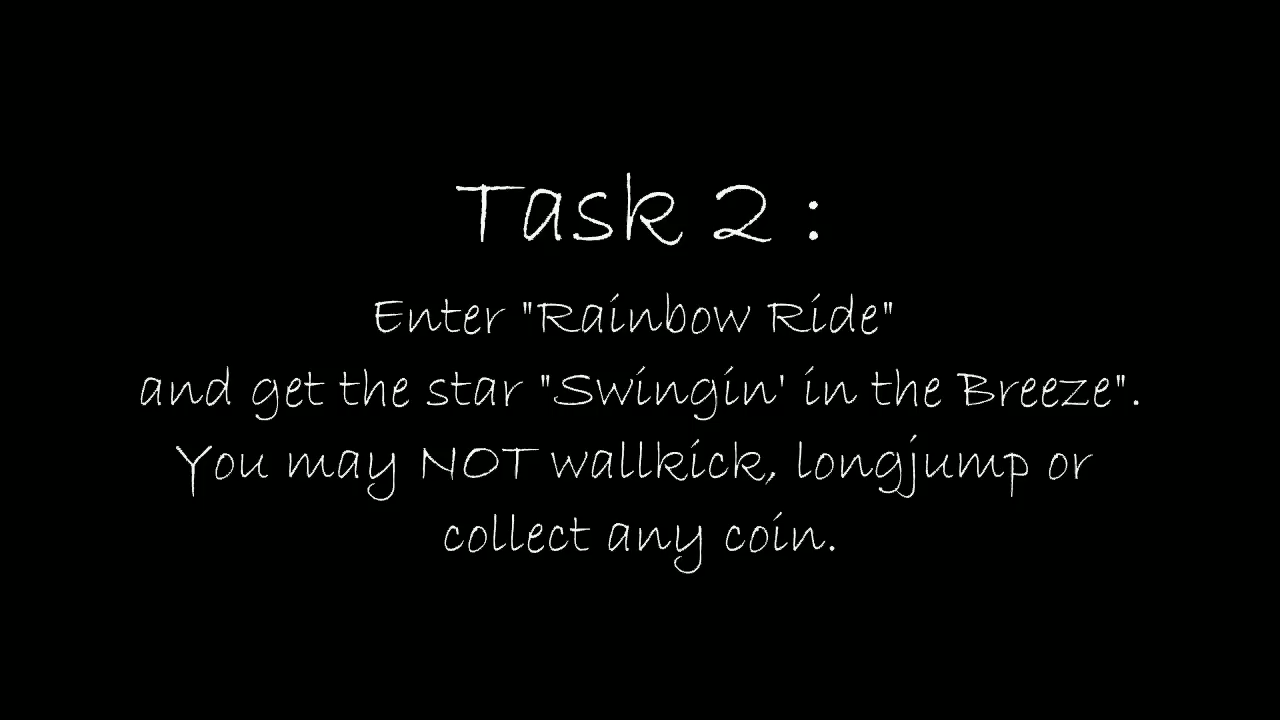 Task 2 :
Enter "Rainbow Ride"
and get the star "Swingin' in the Breeze".
You may NOT wallkick, longjump or
collect any coin.